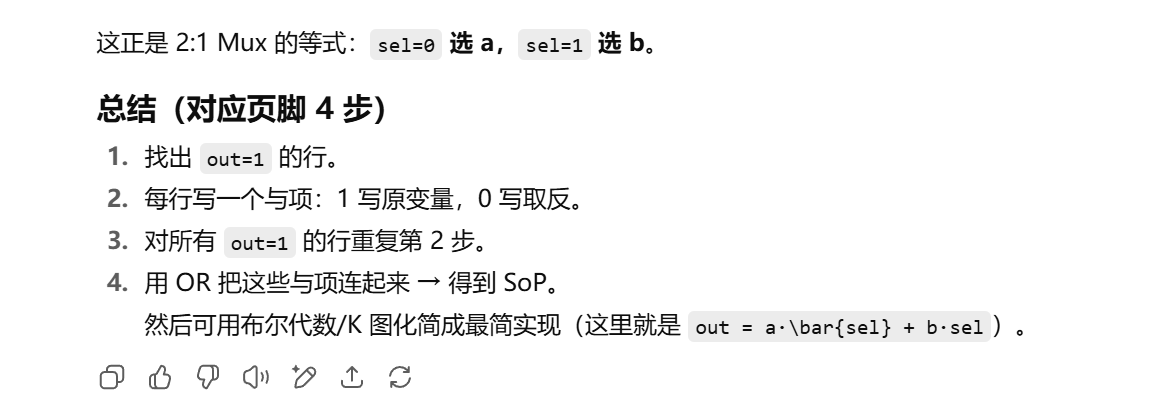 这正是 2:1 Mux 的等式：sel=0 选 a，sel=1 选 b。
总结（对应页脚 4 步）
1. 找出 out=1 的行。
2. 每行写一个与项：1 写原变量，0 写取反。
3. 对所有 out=1 的行重复第 2 步。
4. 用 OR 把这些与项连起来 → 得到 SoP。
然后可用布尔代数/K 图化简成最简实现（这里就是 out = a·\bar{sel} + b·sel）。